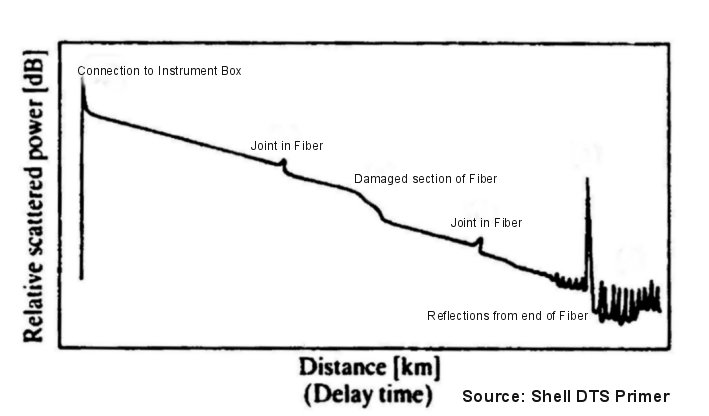 Relative scattered power [dB]
Connection to Instrument Box
Joint in Fiber
Damaged section of Fiber
Joint in Fiber
Reflections from end of Fiber
Distance [km]
(Delay time)
Source: Shell DTS Primer